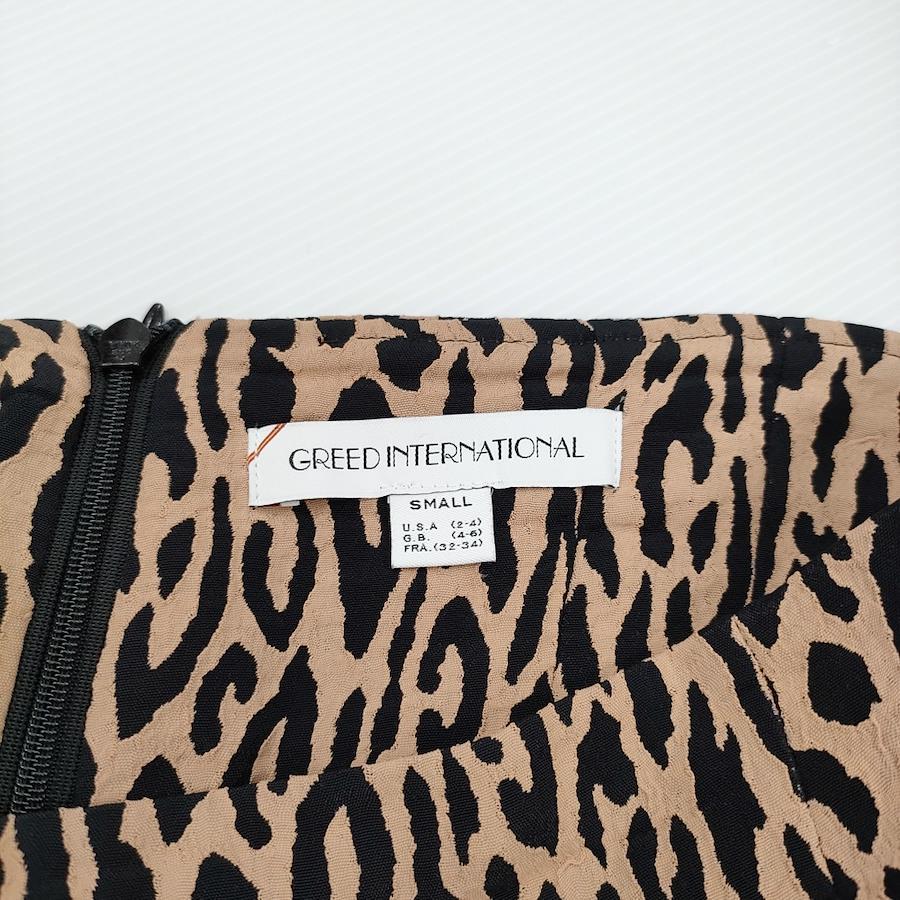 GREED INTERNATIONAL
SMALL
U.S.A (2-4)
G.B. (4-6)
FRA.(32-34)